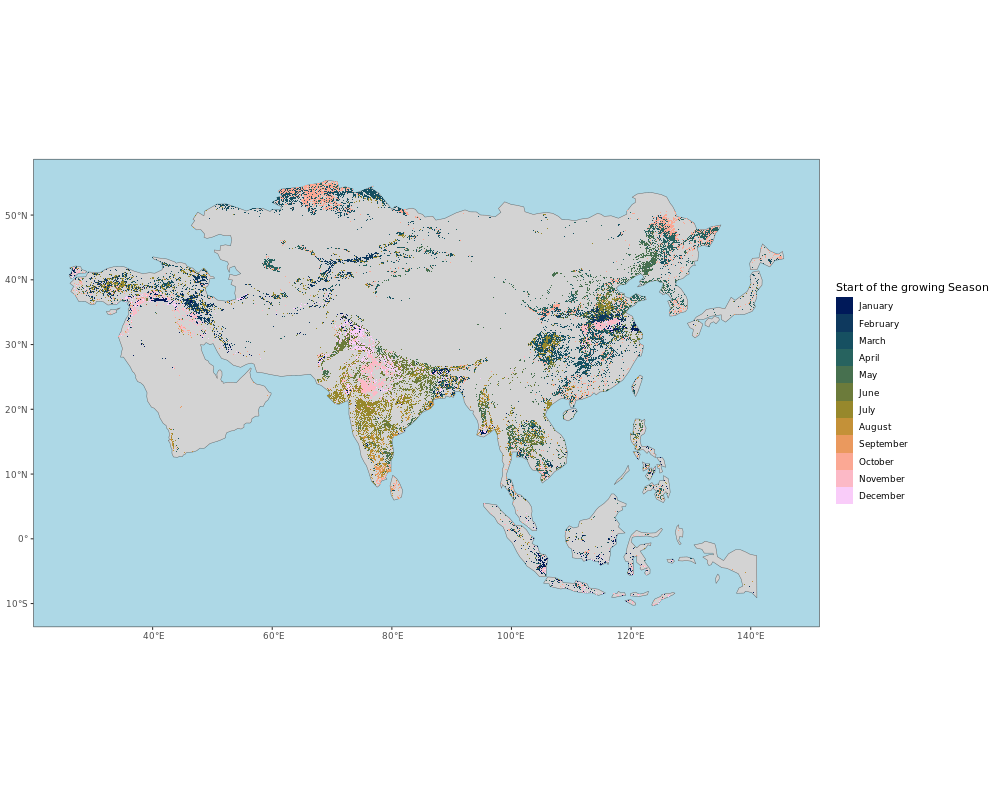 50°N
40°N
30°N
20°N
10°N
0°
10°S
40°E
60°E
80°E
100°E
120°E
140°E
Start of the growing Season
January
February
March
April
May
June
July
August
September
October
November
December